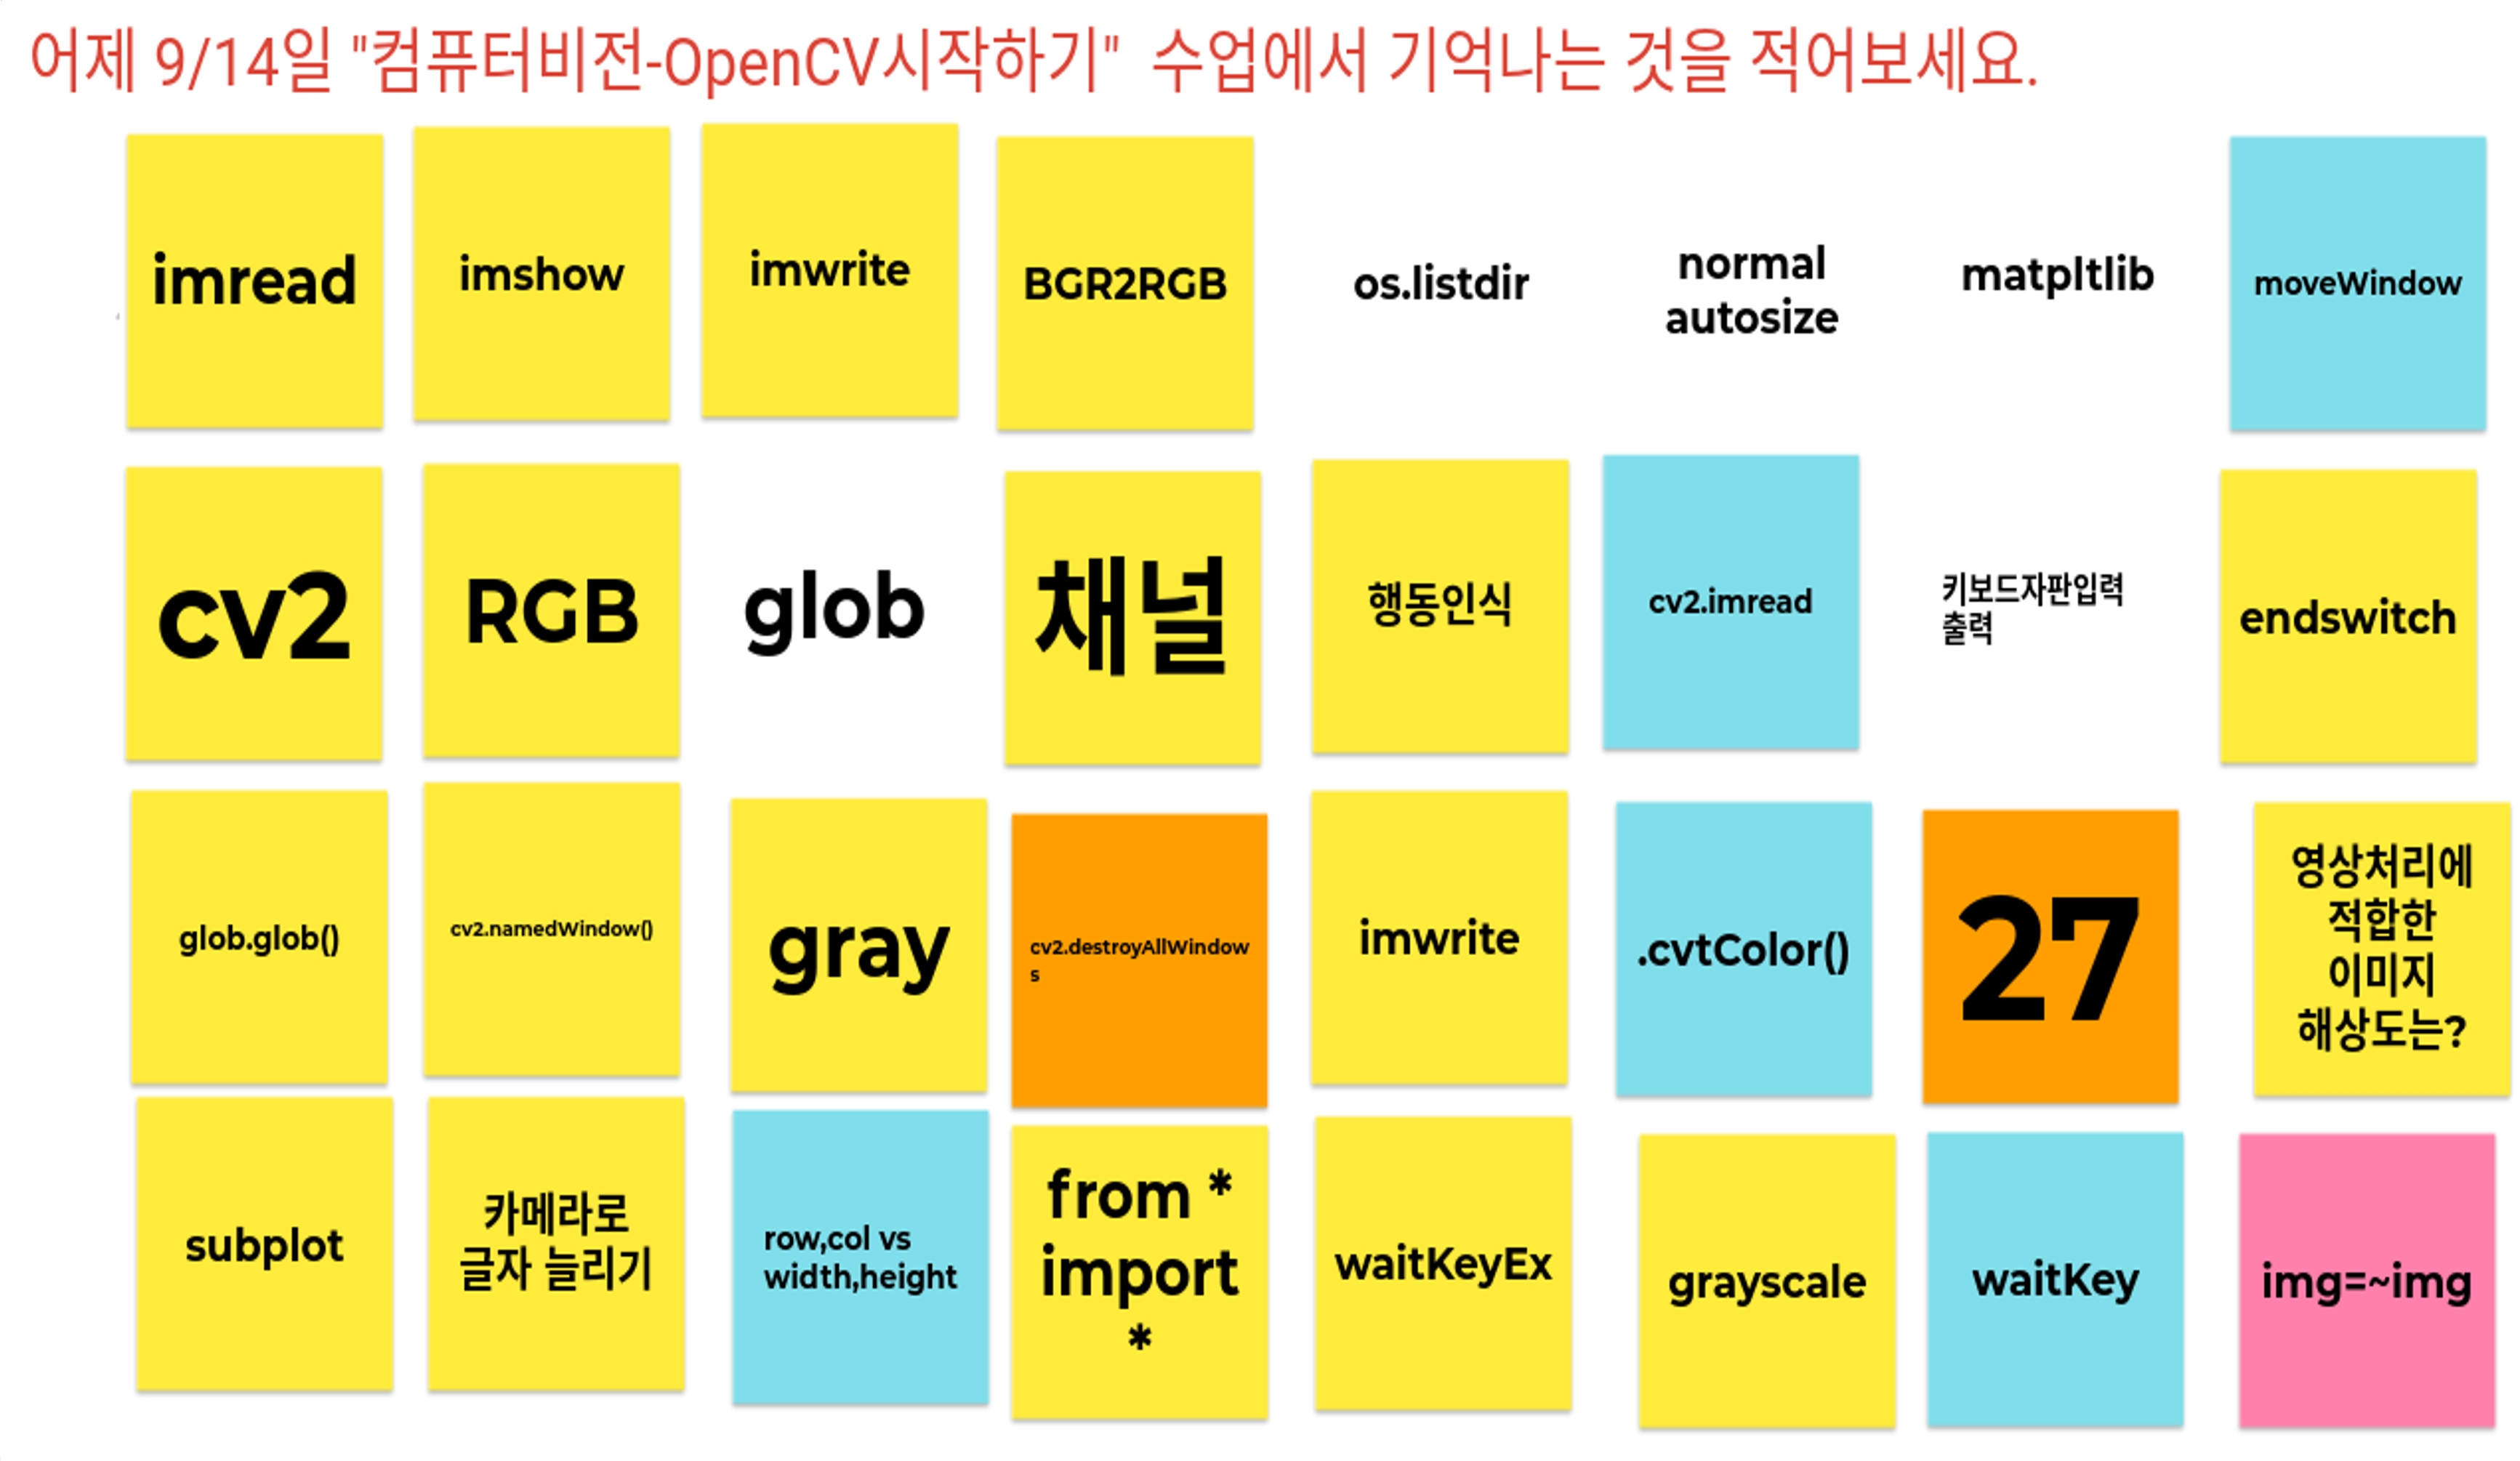 어제 9/14일 "컴퓨터비전-OpenCV시작하기" 수업에서 기억나는 것을 적어보세요.
imread
imshow
imwrite
BGR2RGB
os.listdir
normal
autosize
matpltlib
moveWindow
cv2
RGB
glob
채널
행동인식
cv2.imread
키보드자판입력
출력
endswitch
glob.glob()
cv2.namedWindow()
gray
cv2.destroyAllWindow
s
imwrite
.cvtColor()
27
영상처리에
적합한
이미지
해상도는?
subplot
카메라로
글자 늘리기
row,col vs
width,height
from *
import
*
waitKeyEx
grayscale
waitKey
img=~img